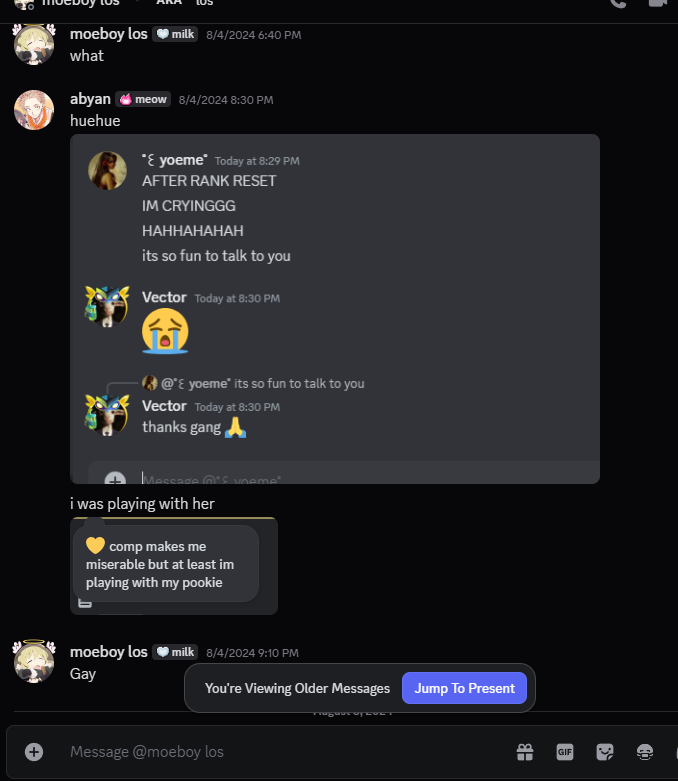 moeboy los AKA los
moeboy los 🤍 milk 8/4/2024 6:40 PM
what
abyan meow 8/4/2024 8:30 PM
huehue
˚꒰ yoeme˚ Today at 8:29 PM
AFTER RANK RESET
IM CRYINGGG
HAHHAHAHAH
its so fun to talk to you
Vector Today at 8:30 PM
😭
@˚꒰ yoeme˚ its so fun to talk to you
Vector Today at 8:30 PM
thanks gang 🙏
Message @˚꒰ yoeme˚
i was playing with her
💛 comp makes me
miserable but at least im
playing with my pookie
moeboy los 🤍 milk 8/4/2024 9:10 PM
Gay
You're Viewing Older Messages Jump To Present
August 5, 2024
Message @moeboy los
GIF